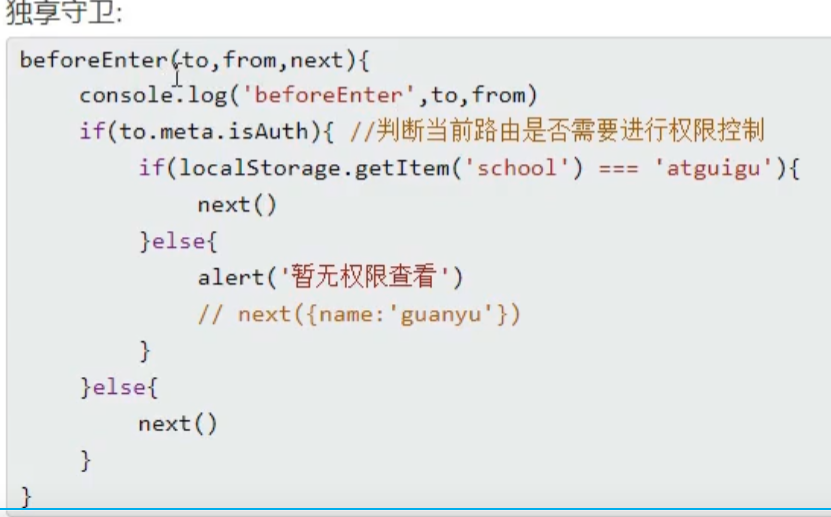 独享守卫:
beforeEnter(to,from,next){
    console.log('beforeEnter',to,from)
    if(to.meta.isAuth){ //判断当前路由是否需要进行权限控制
        if(localStorage.getItem('school') === 'atguigu'){
            next()
        }else{
            alert('暂无权限查看')
            // next({name:'guanyu'})
        }
    }else{
        next()
    }
}